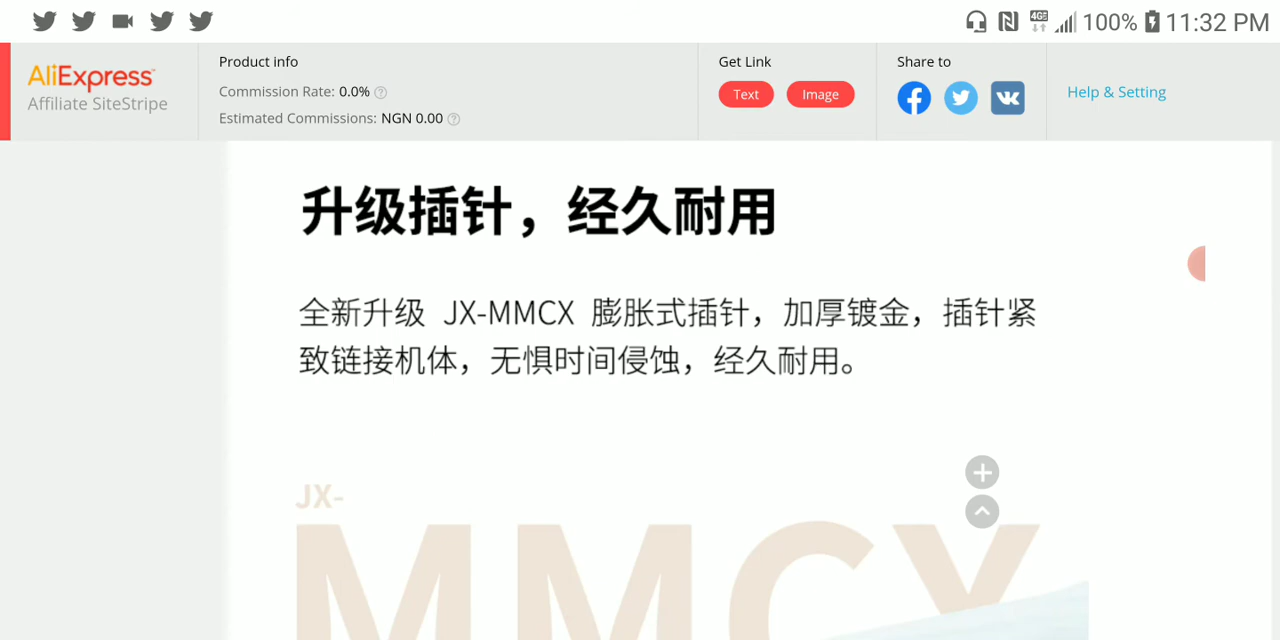 100% 11:32 PM
AliExpress
Affiliate SiteStripe
Product info
Commission Rate: 0.0%
Estimated Commissions: NGN 0.00
Get Link
Text Image
Share to
Help & Setting
升级插针，经久耐用
全新升级 JX-MMCX 膨胀式插针，加厚镀金，插针紧
致链接机体，无惧时间侵蚀，经久耐用。
JX-
MMCX